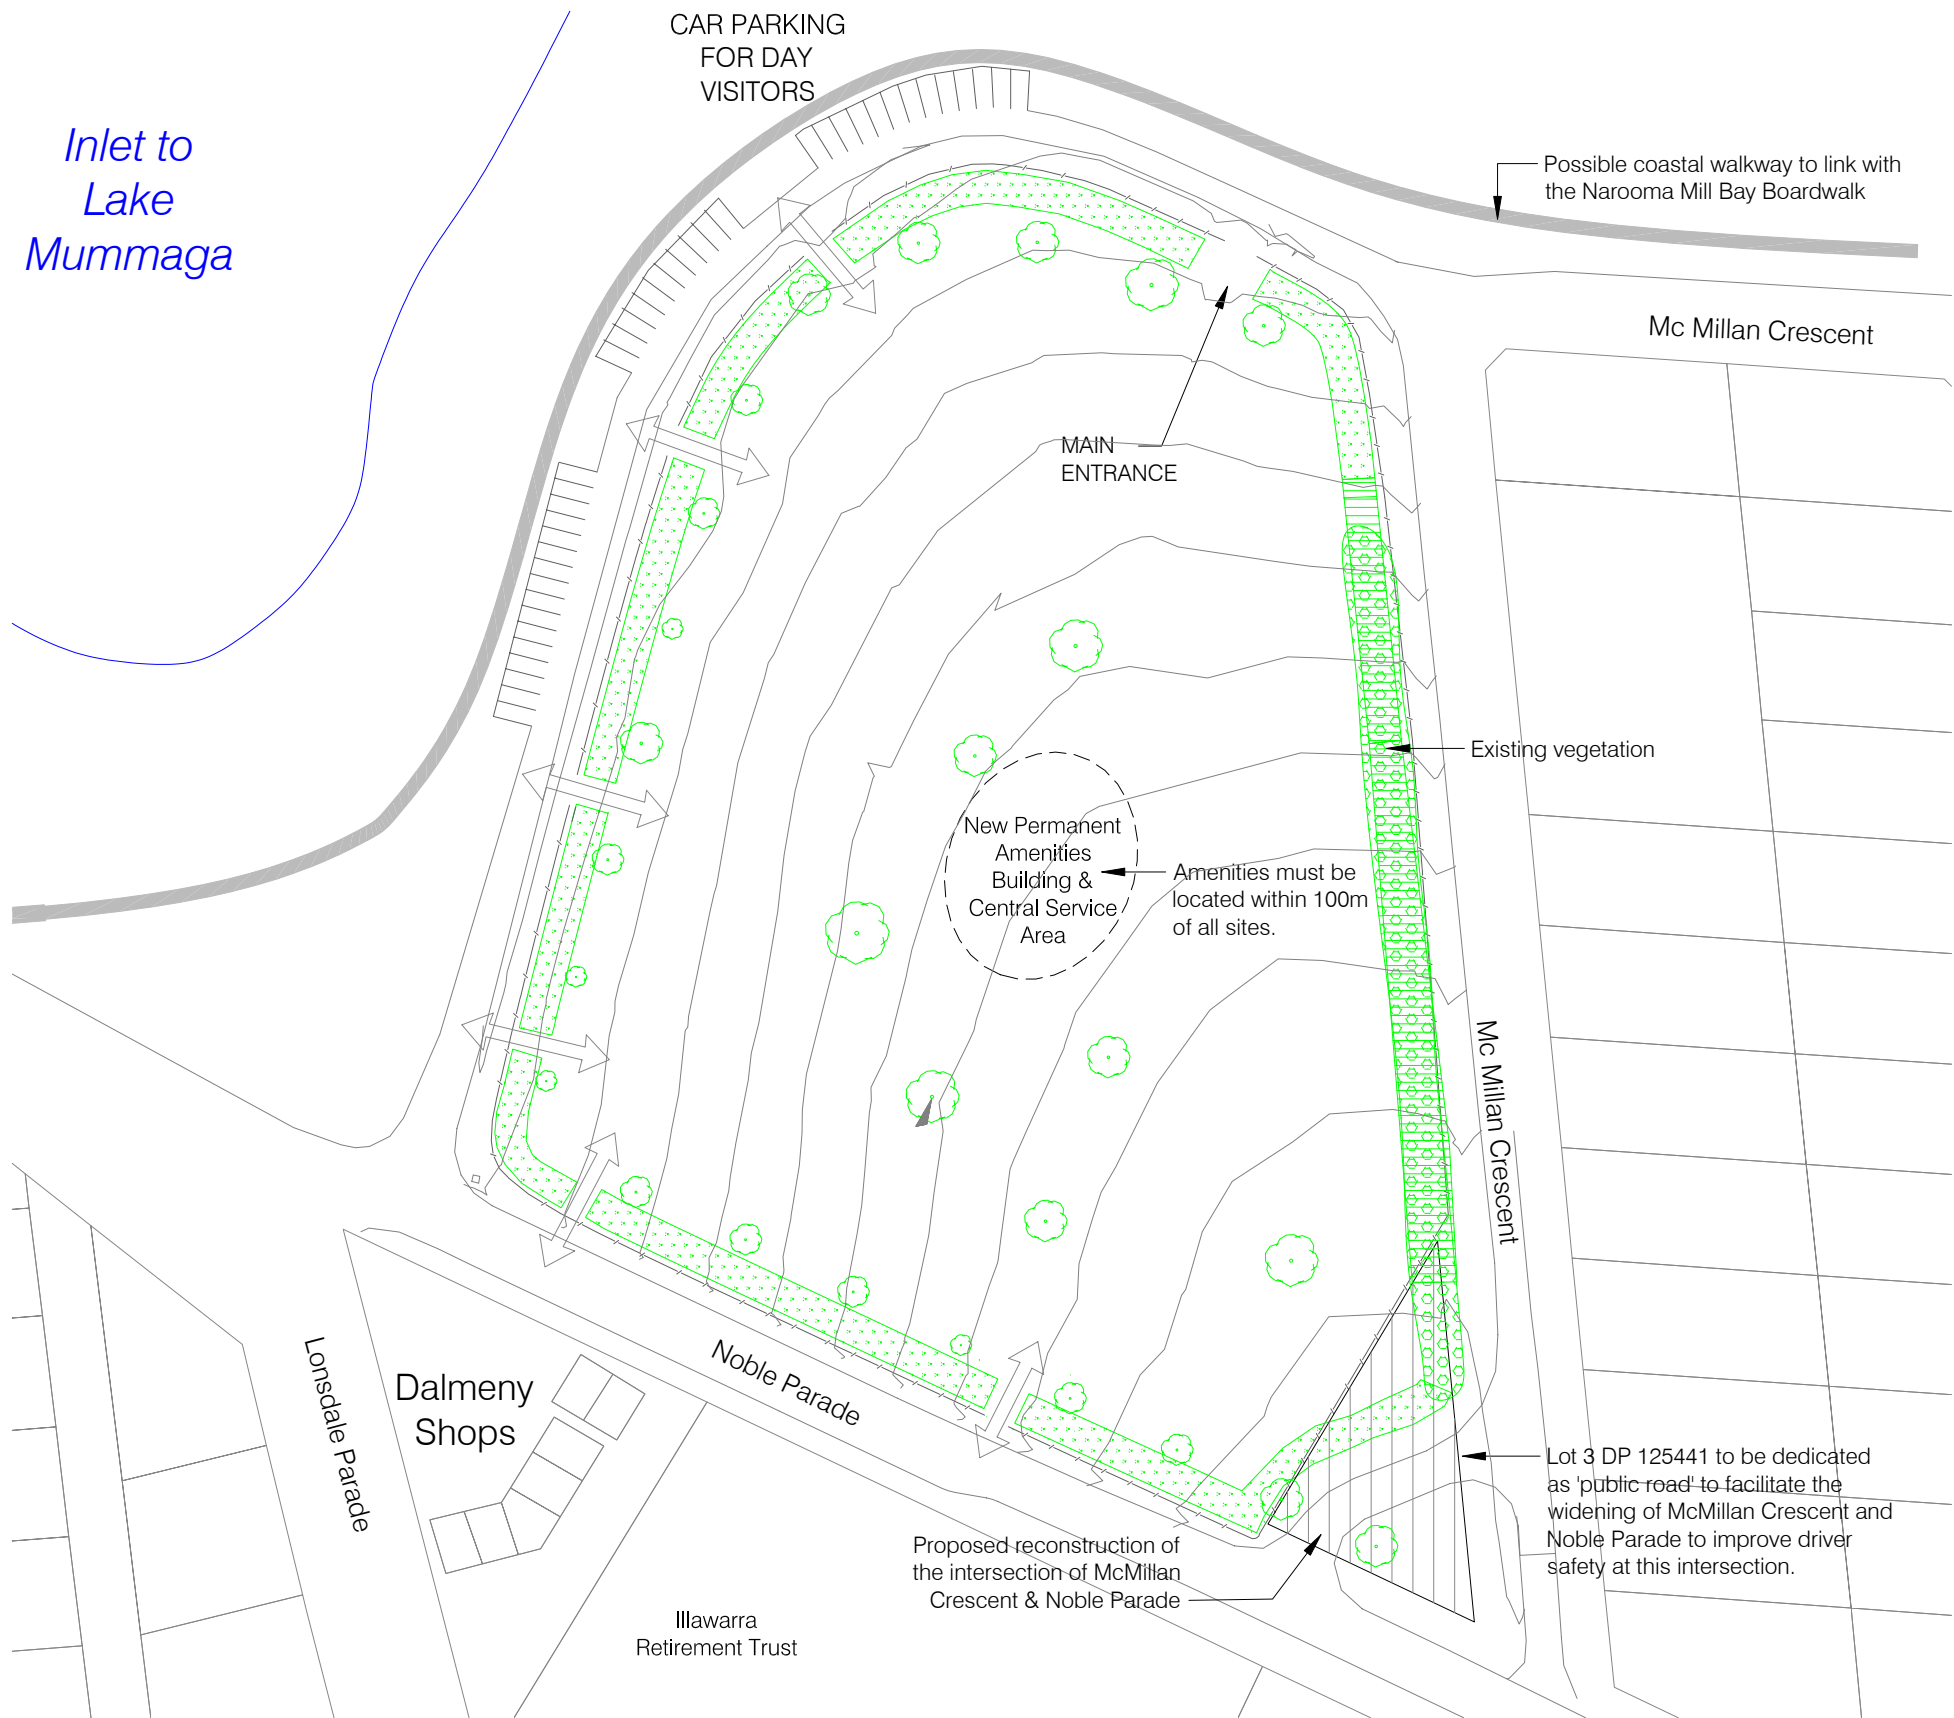 CAR PARKING
FOR DAY
VISITORS
Inlet to
Lake
Mummaga
Possible coastal walkway to link with
the Narooma Mill Bay Boardwalk
Mc Millan Crescent
MAIN
ENTRANCE
Existing vegetation
New Permanent
Amenities
Building &
Central Service
Area
Amenities must be
located within 100m
of all sites.
Mc Millan Crescent
Noble Parade
Lonsdale Parade
Dalmeny
Shops
Lot 3 DP 125441 to be dedicated
as 'public road' to facilitate the
widening of McMillan Crescent and
Noble Parade to improve driver
safety at this intersection.
Proposed reconstruction of
the intersection of McMillan
Crescent & Noble Parade
Illawarra
Retirement Trust